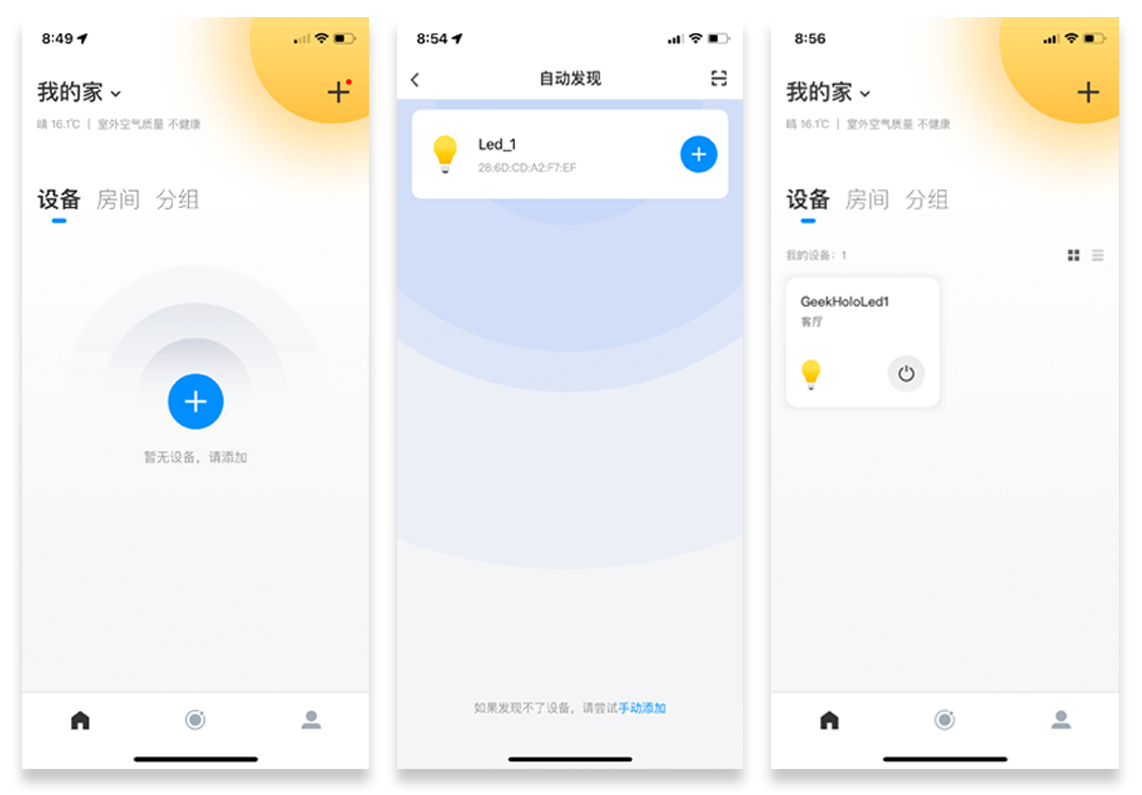 8:49
我的家
晴 16.1℃ | 室外空气质量 不健康
设备 房间 分组
暂无设备，请添加
8:54
自动发现
Led_1
28:6D:CD:A2:F7:EF
如果发现不了设备，请尝试手动添加
8:56
我的家
晴 16.1℃ | 室外空气质量 不健康
设备 房间 分组
我的设备：1
GeekHoloLed1
客厅